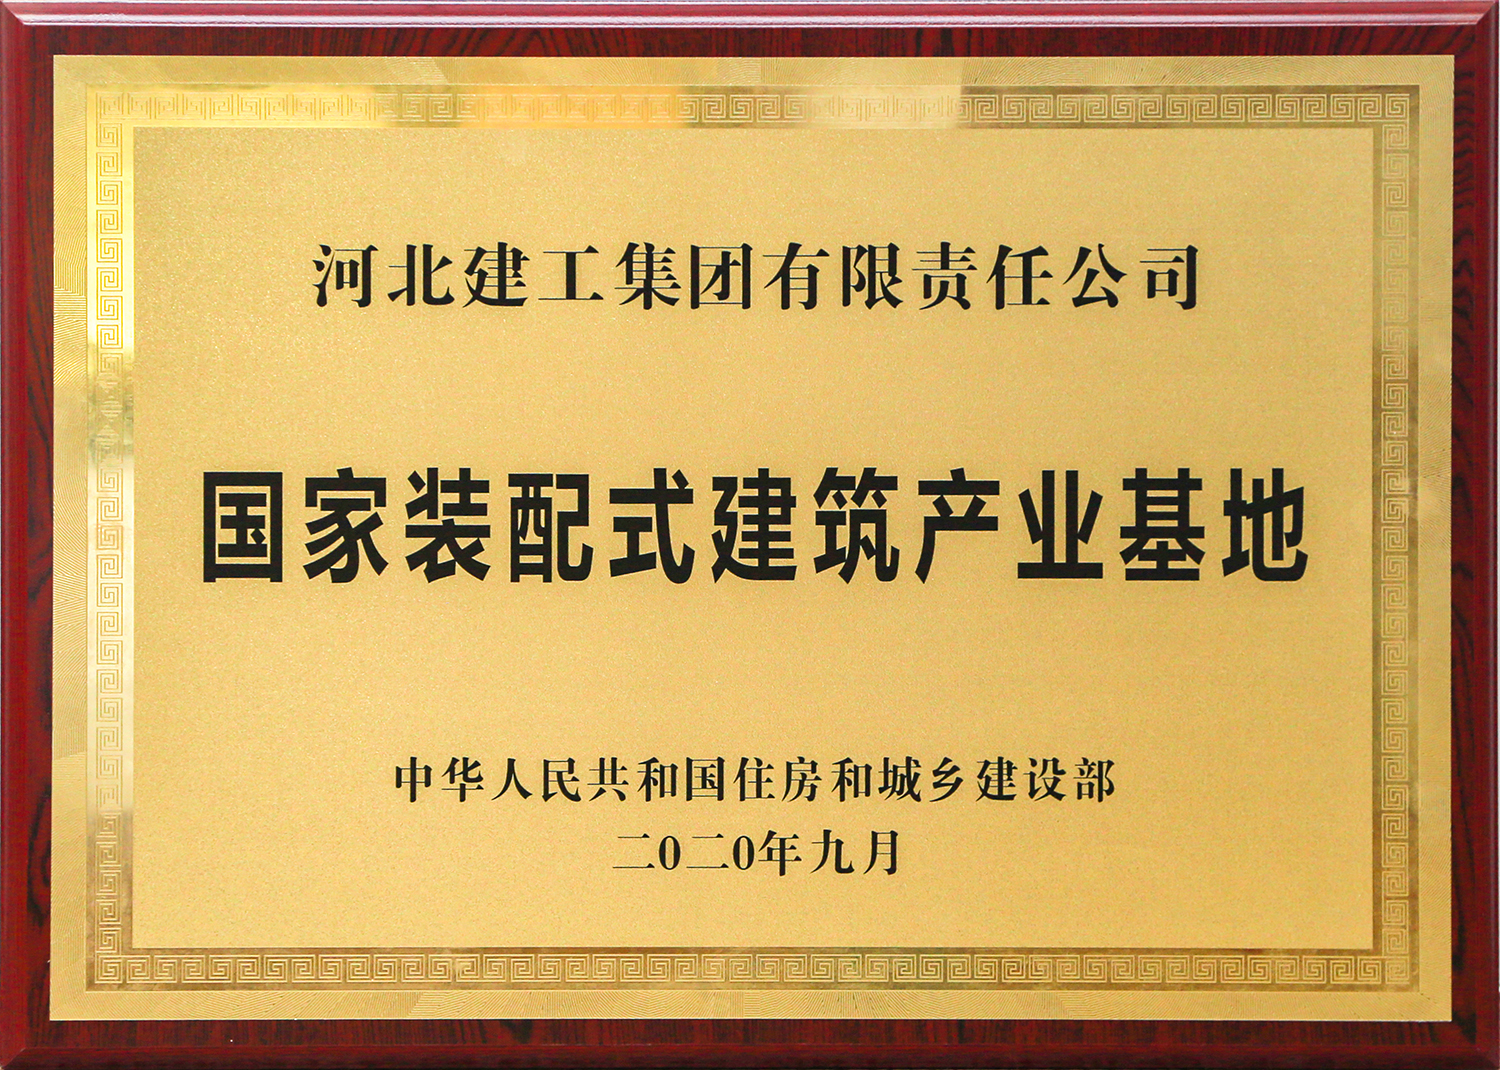 河北建工集团有限责任公司
国家装配式建筑产业基地
中华人民共和国住房和城乡建设部
二0二0年九月